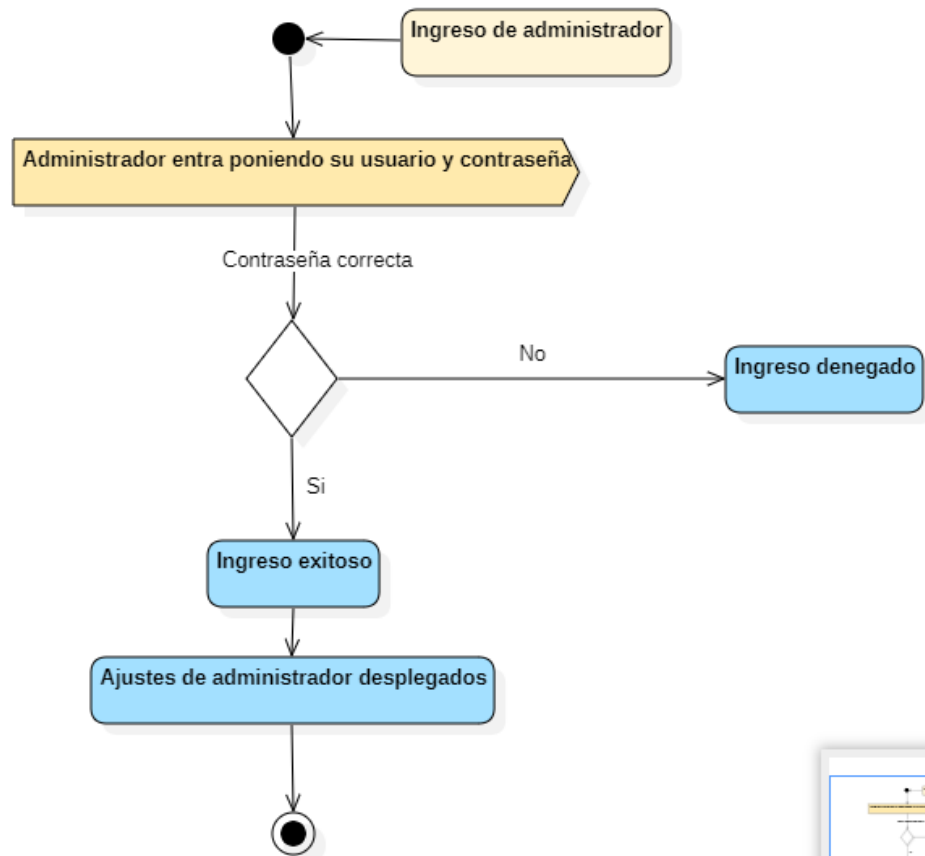 Ingreso de administrador
Administrador entra poniendo su usuario y contraseña
Contraseña correcta
No
Ingreso denegado
Si
Ingreso exitoso
Ajustes de administrador desplegados